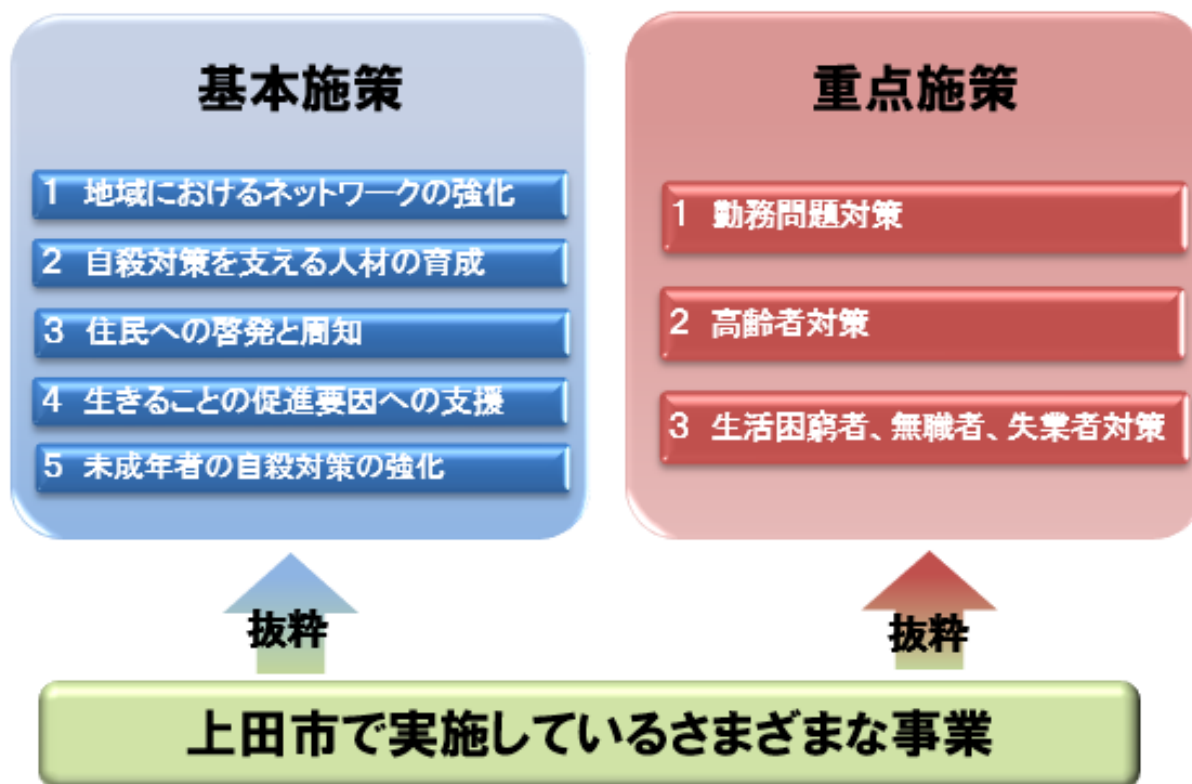 基本施策
1 地域におけるネットワークの強化
2 自殺対策を支える人材の育成
3 住民への啓発と周知
4 生きることの促進要因への支援
5 未成年者の自殺対策の強化
重点施策
1 勤務問題対策
2 高齢者対策
3 生活困窮者、無職者、失業者対策
抜粋
抜粋
上田市で実施しているさまざまな事業